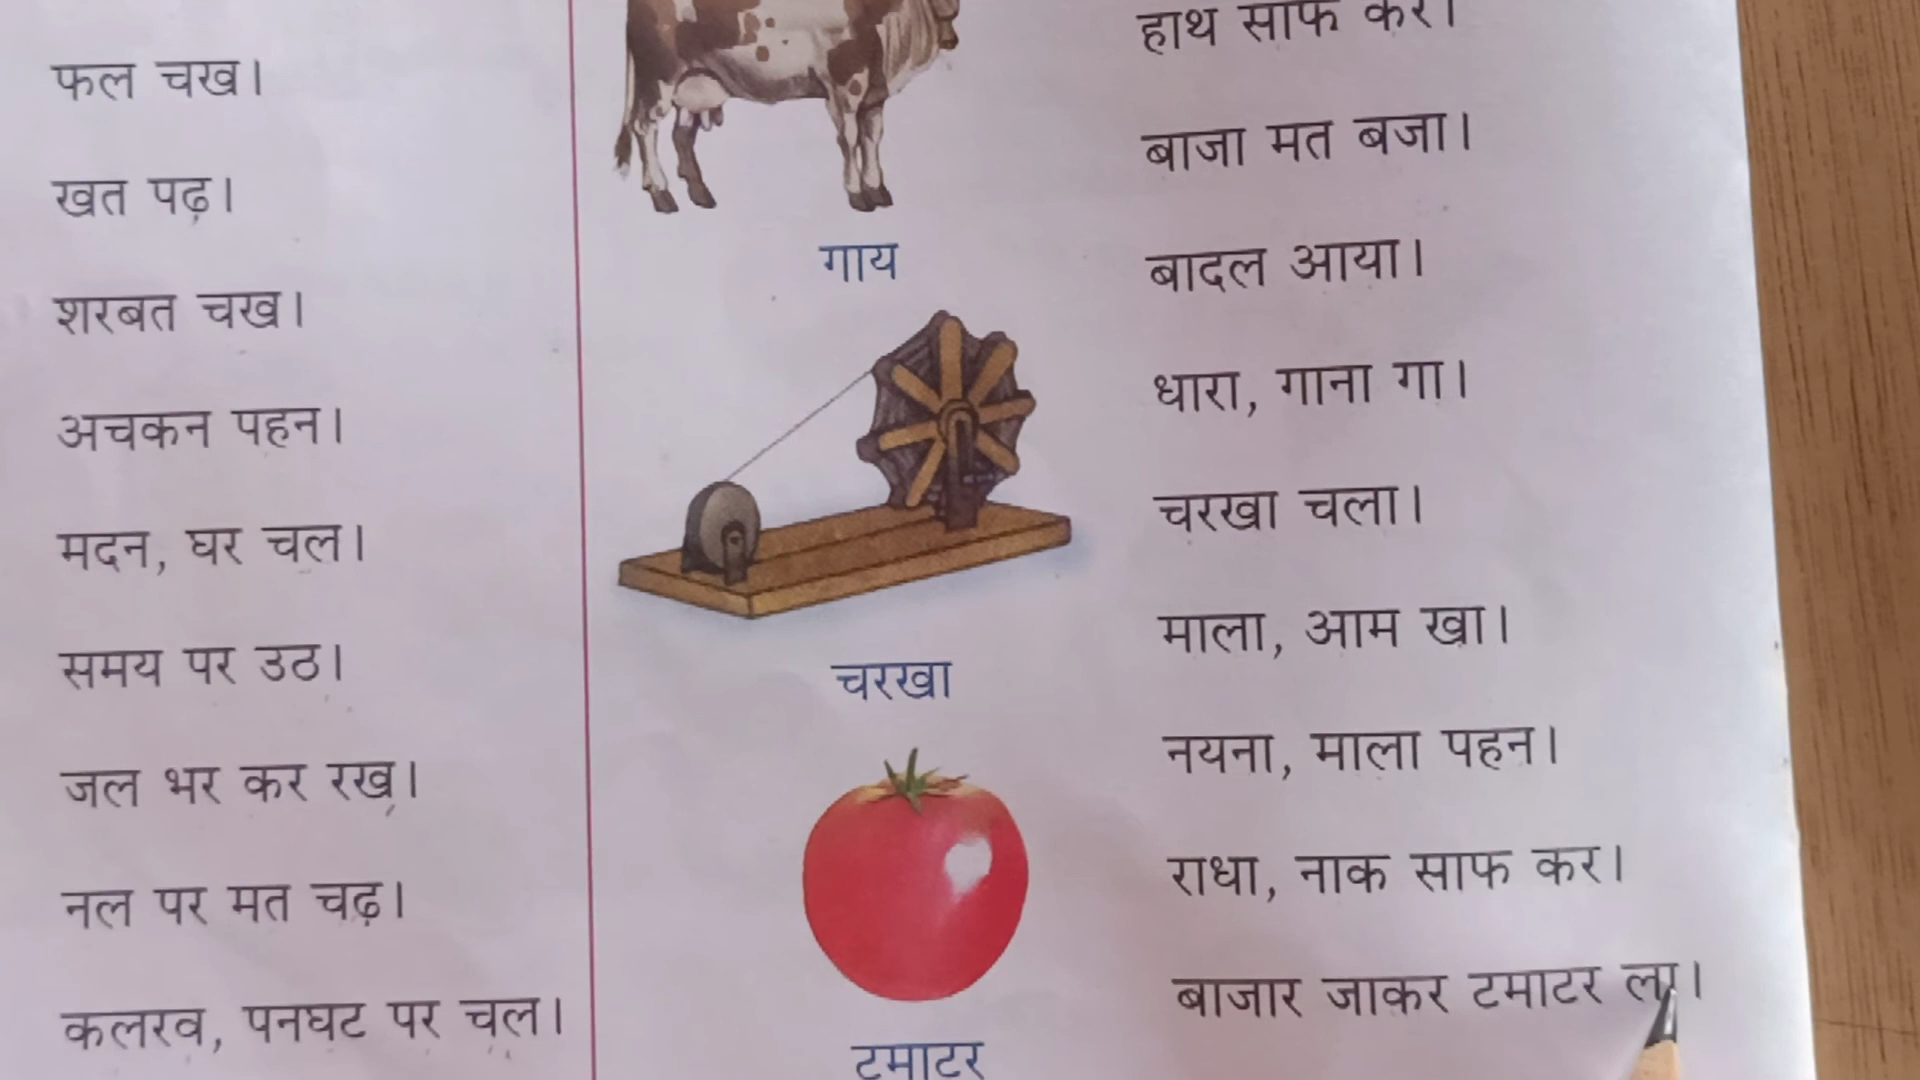 फल चख।
खत पढ़।
शरबत चख।
अचकन पहन।
मदन, घर चल।
समय पर उठ।
जल भर कर रख।
नल पर मत चढ़।
कलरव, पनघट पर चल।
गाय
चरखा
टमाटर
हाथ साफ कर।
बाजा मत बजा।
बादल आया।
धारा, गाना गा।
चरखा चला।
माला, आम खा।
नयना, माला पहन।
राधा, नाक साफ कर।
बाजार जाकर टमाटर ला।